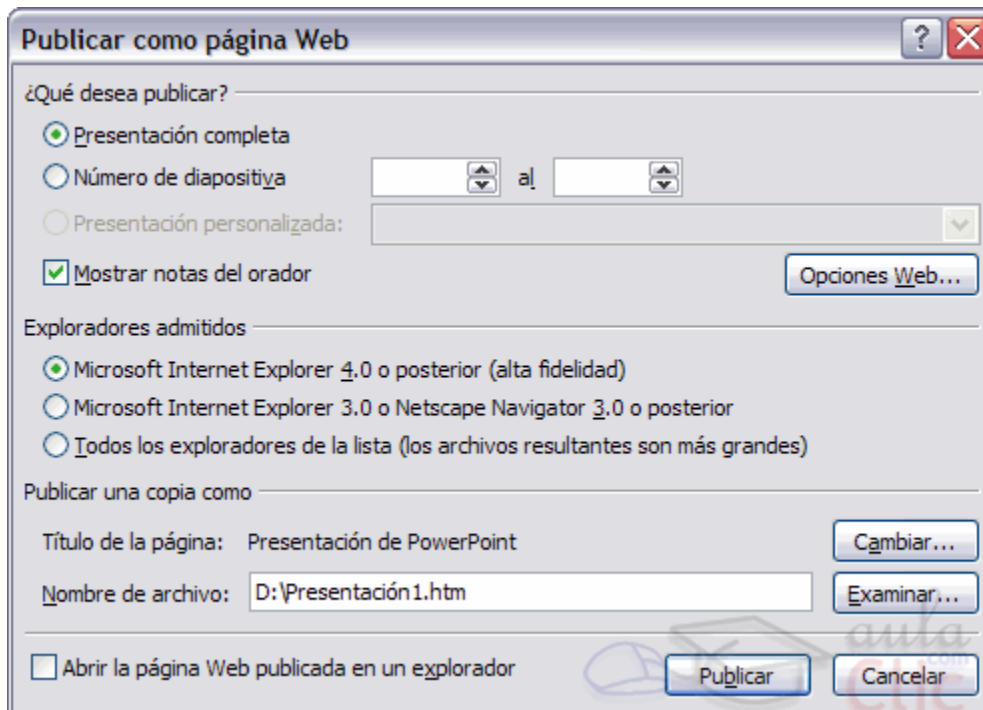 Publicar como página Web
¿Qué desea publicar?
Presentación completa
Número de diapositiva al
Presentación personalizada:
Mostrar notas del orador Opciones Web...
Exploradores admitidos
Microsoft Internet Explorer 4.0 o posterior (alta fidelidad)
Microsoft Internet Explorer 3.0 o Netscape Navigator 3.0 o posterior
Todos los exploradores de la lista (los archivos resultantes son más grandes)
Publicar una copia como
Título de la página: Presentación de PowerPoint Cambiar...
Nombre de archivo: D:\Presentación1.htm Examinar...
aula
.com
Abrir la página Web publicada en un explorador Publicar Cancelar
Clic